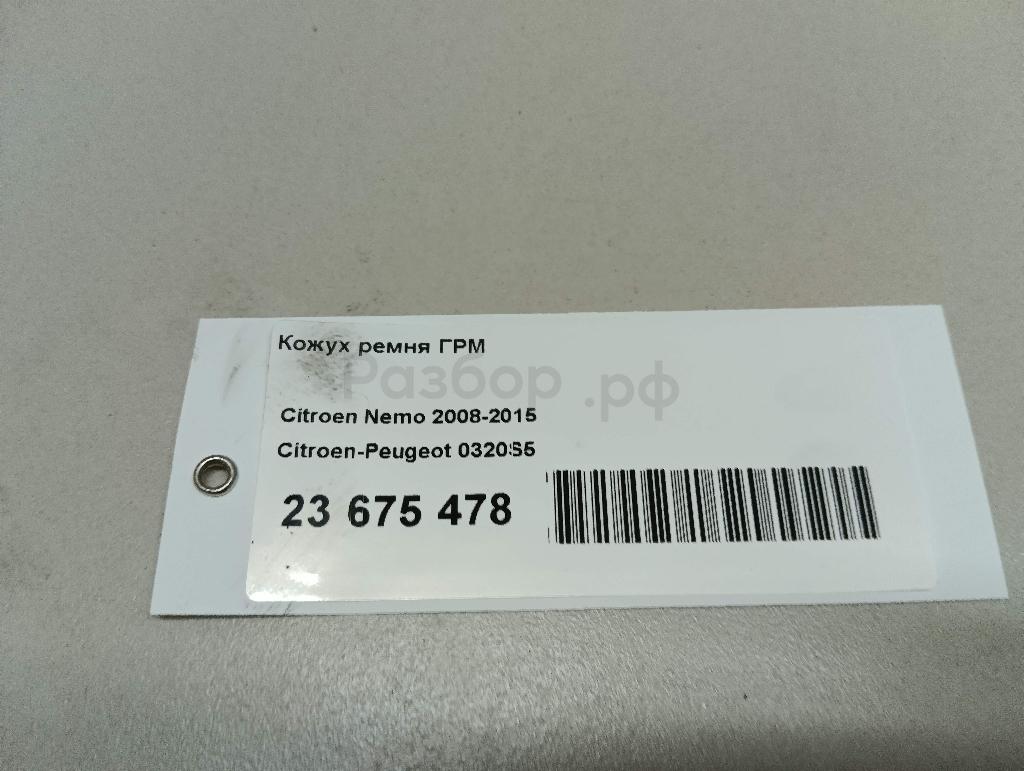 Кожух ремня ГРМ
Разбор .рф
Citroen Nemo 2008-2015
Citroen-Peugeot 0320S5
23 675 478